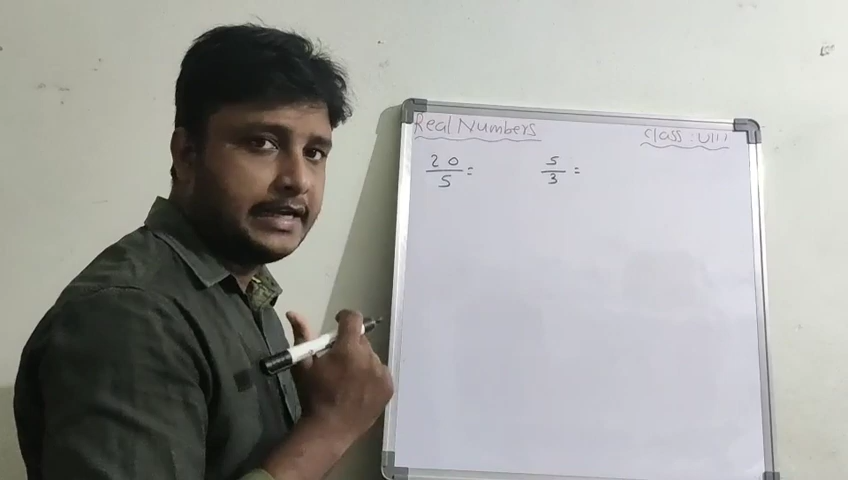 Real Numbers
Class : VIII
20/5 =
5/3 =